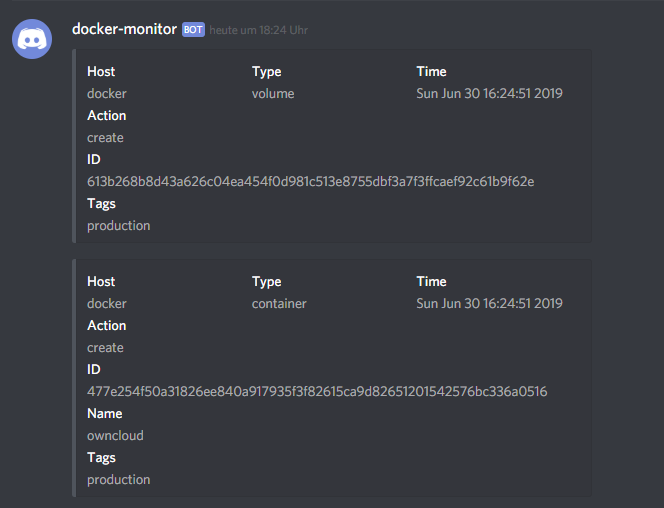 docker-monitor BOT heute um 18:24 Uhr
Host Type Time
docker volume Sun Jun 30 16:24:51 2019
Action
create
ID
613b268b8d43a626c04ea454f0d981c513e8755dbf3a7f3ffcaef92c61b9f62e
Tags
production
Host Type Time
docker container Sun Jun 30 16:24:51 2019
Action
create
ID
477e254f50a31826ee840a917935f3f82615ca9d82651201542576bc336a0516
Name
owncloud
Tags
production